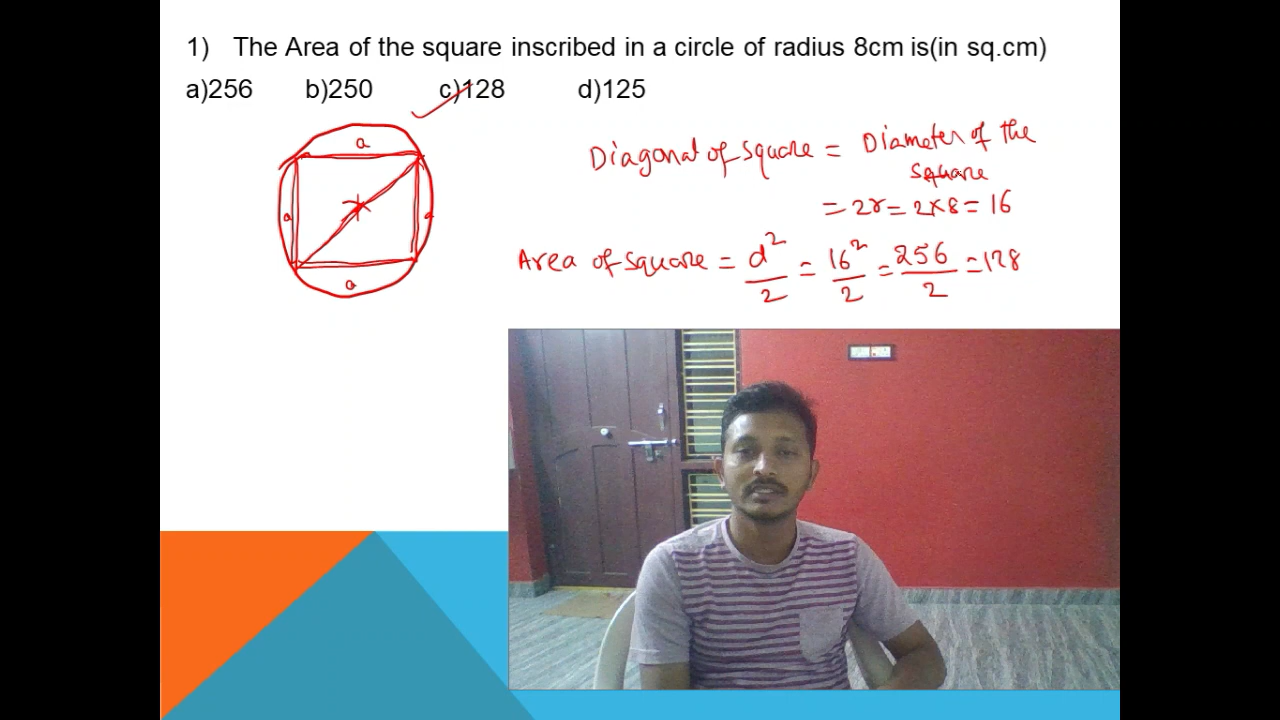 1) The Area of the square inscribed in a circle of radius 8cm is(in sq.cm)
a)256 b)250 c)128 d)125
a
a
a
a
Diagonal of square = Diameter of the
square
= 2r = 2×8 = 16
Area of square = d²/2 = 16²/2 = 256/2 = 128